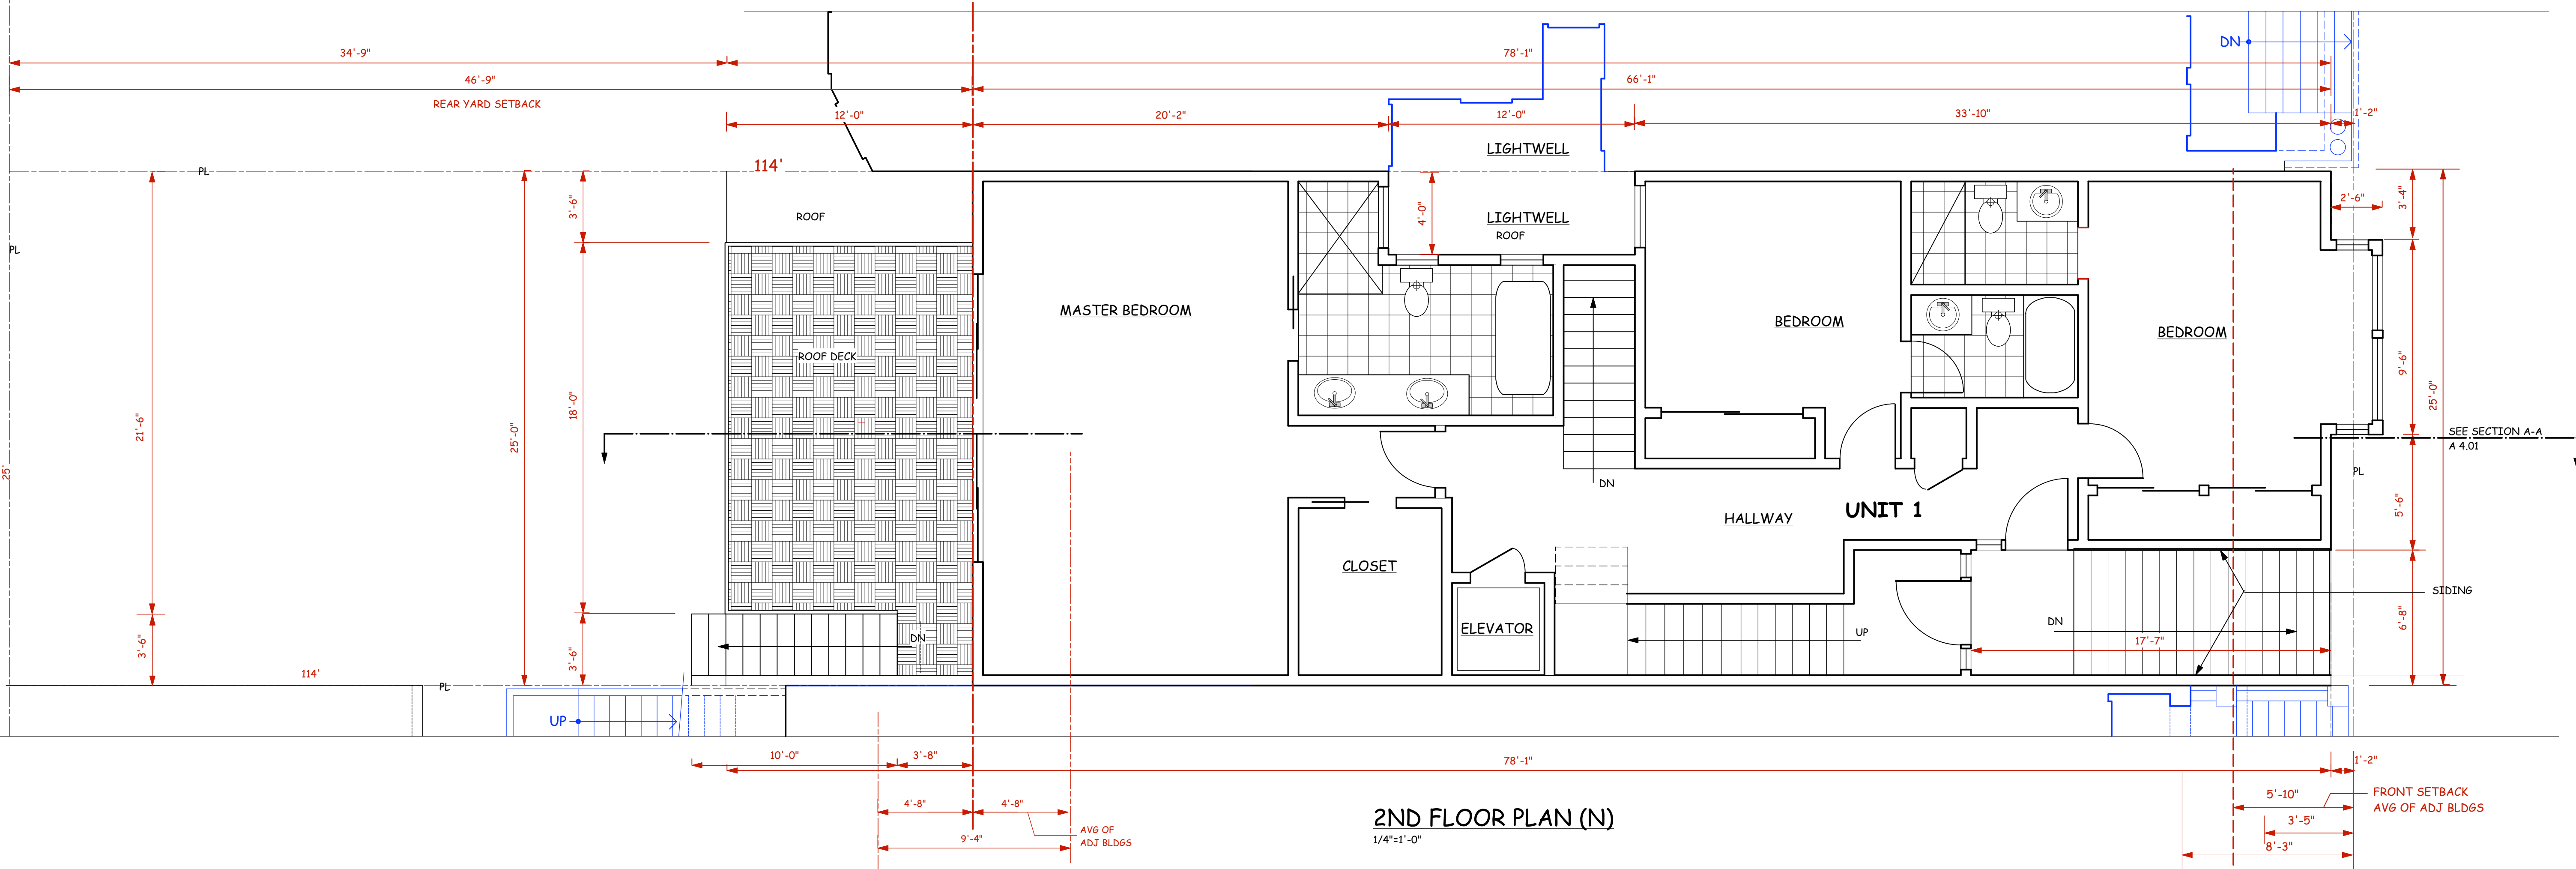 DN
34'-9"
78'-1"
46'-9"
66'-1"
REAR YARD SETBACK
12'-0"
20'-2"
12'-0"
33'-10"
1'-2"
LIGHTWELL
114'
PL
3'-6"
ROOF
4'-0"
LIGHTWELL
ROOF
2'-6"
3'-4"
PL
MASTER BEDROOM
BEDROOM
BEDROOM
ROOF DECK
9'-6"
25'-0"
21'-6"
25'-0"
18'-0"
SEE SECTION A-A
A 4.01
25'
PL
DN
5'-6"
UNIT 1
HALLWAY
CLOSET
SIDING
ELEVATOR
UP
DN
6'-8"
3'-6"
3'-6"
DN
17'-7"
114'
PL
UP
10'-0"
3'-8"
78'-1"
1'-2"
4'-8"
4'-8"
5'-10"
FRONT SETBACK
AVG OF ADJ BLDGS
2ND FLOOR PLAN (N)
1/4"=1'-0"
3'-5"
AVG OF
ADJ BLDGS
9'-4"
8'-3"